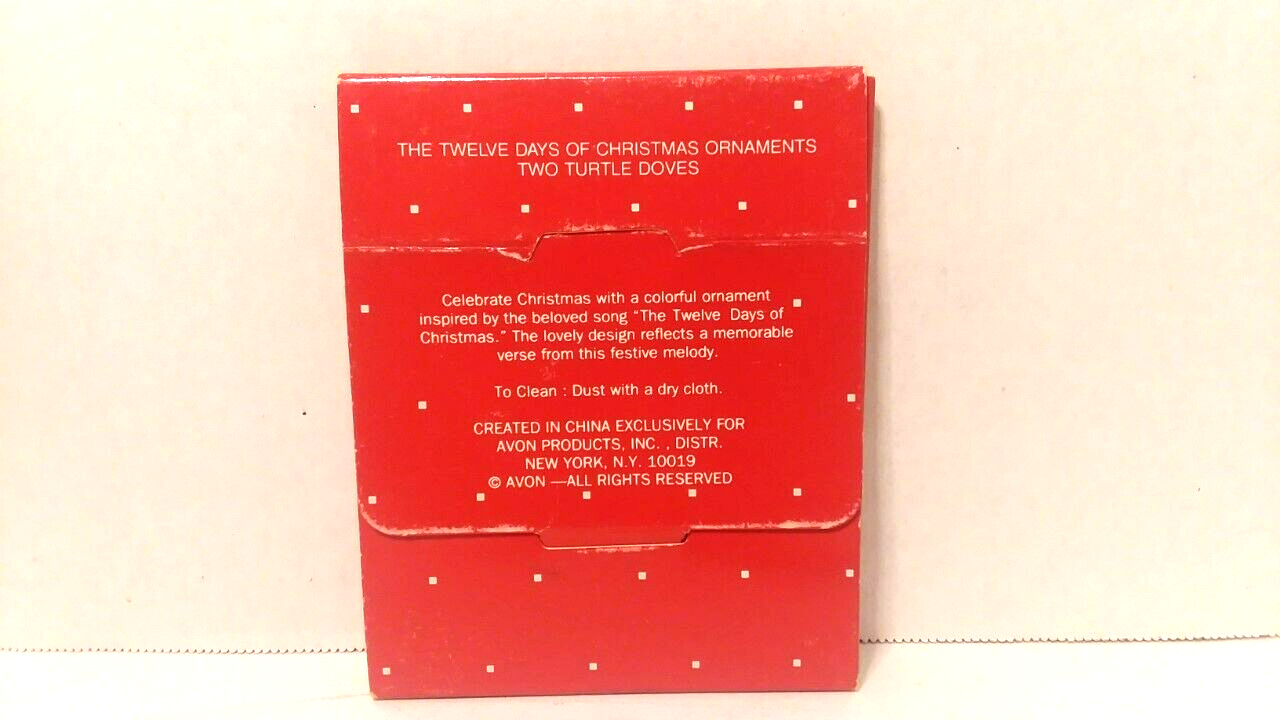 THE TWELVE DAYS OF CHRISTMAS ORNAMENTS
TWO TURTLE DOVES
Celebrate Christmas with a colorful ornament
inspired by the beloved song "The Twelve Days of
Christmas." The lovely design reflects a memorable
verse from this festive melody.
To Clean : Dust with a dry cloth.
CREATED IN CHINA EXCLUSIVELY FOR
AVON PRODUCTS, INC. , DISTR.
NEW YORK, N.Y. 10019
© AVON —ALL RIGHTS RESERVED